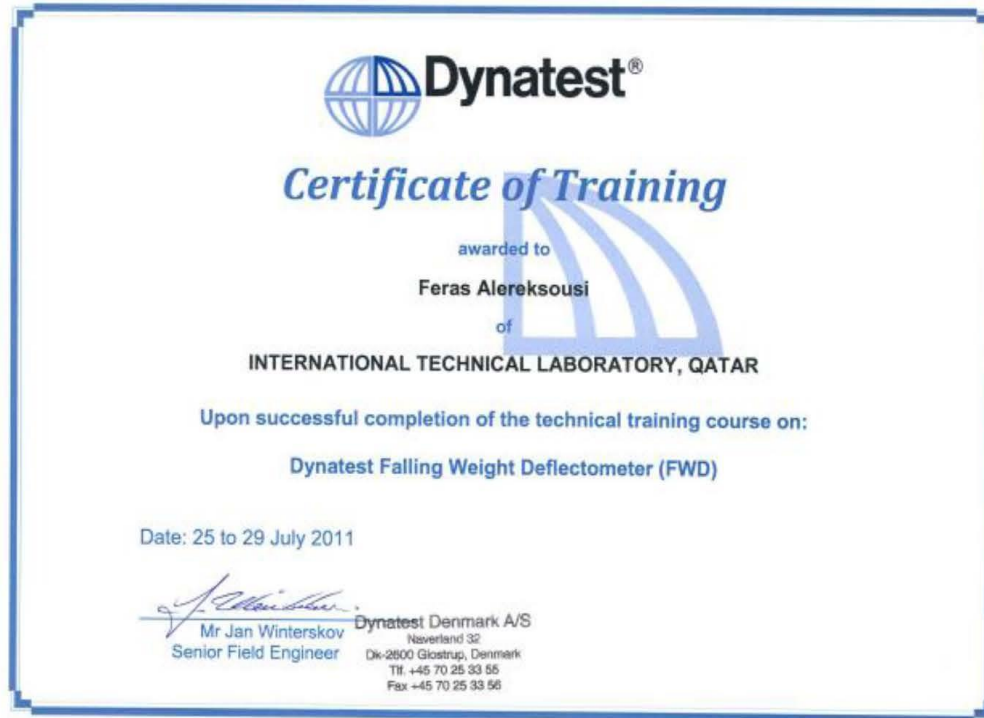 Dynatest®
Certificate of Training
awarded to
Feras Alereksousi
of
INTERNATIONAL TECHNICAL LABORATORY, QATAR
Upon successful completion of the technical training course on:
Dynatest Falling Weight Deflectometer (FWD)
Date: 25 to 29 July 2011
Mr Jan Winterskov
Senior Field Engineer
Dynatest Denmark A/S
Naverland 32
Dk-2600 Glostrup, Denmark
Tlf. +45 70 25 33 55
Fax +45 70 25 33 56